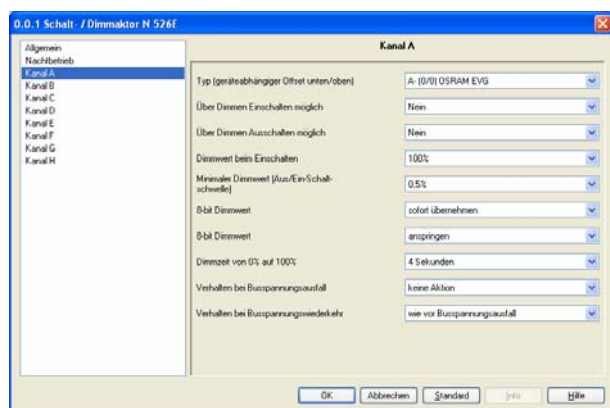 0.0.1 Schalt- / Dimmaktor N 526E
Allgemein
Nachtbetrieb
Kanal A
Kanal B
Kanal C
Kanal D
Kanal E
Kanal F
Kanal G
Kanal H
Kanal A
Typ (geräteabhängiger Offset unten/oben)
A- (0/0) OSRAM EVG
Über Dimmen Einschalten möglich
Nein
Über Dimmen Ausschalten möglich
Nein
Dimmwert beim Einschalten
100%
Minimaler Dimmwert (Aus/Ein-Schalt-
schwelle)
0,5%
8-bit Dimmwert
sofort übernehmen
8-bit Dimmwert
anspringen
Dimmzeit von 0% auf 100%
4 Sekunden
Verhalten bei Busspannungsausfall
keine Aktion
Verhalten bei Busspannungswiederkehr
wie vor Busspannungsausfall
OK
Abbrechen
Standard
Info
Hilfe